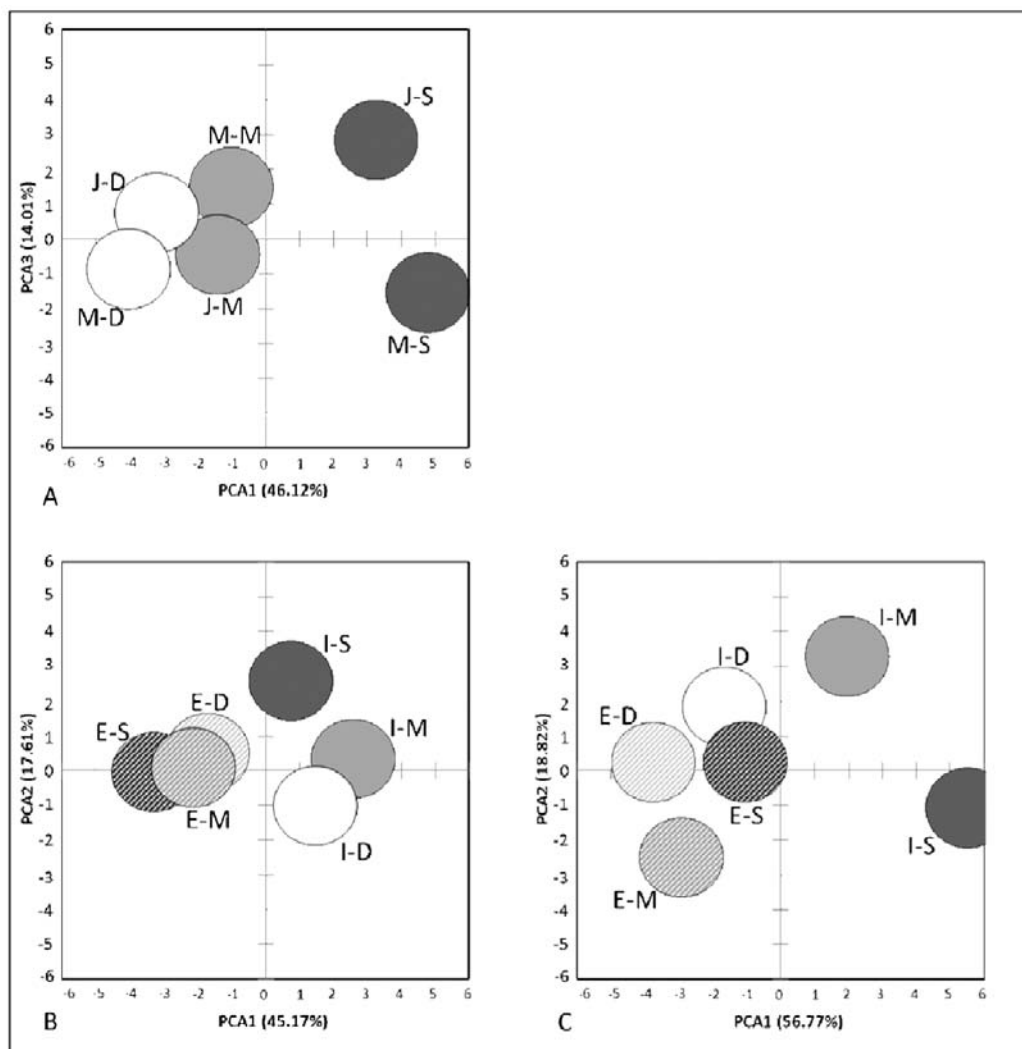 6
5
4
3
2
1
0
-1
-2
-3
-4
-5
-6
PCA3 (14.01%)
J-S
M-M
J-D
M-D
J-M
M-S
-6 -5 -4 -3 -2 -1 0 1 2 3 4 5 6
PCA1 (46.12%)
A
6
5
4
3
2
1
0
-1
-2
-3
-4
-5
-6
PCA2 (17.61%)
I-S
E-D
E-S
I-M
E-M
I-D
-6 -5 -4 -3 -2 -1 0 1 2 3 4 5 6
PCA1 (45.17%)
B
6
5
4
3
2
1
0
-1
-2
-3
-4
-5
-6
PCA2 (18.82%)
I-M
I-D
E-D
E-S
I-S
E-M
-6 -5 -4 -3 -2 -1 0 1 2 3 4 5 6
PCA1 (56.77%)
C